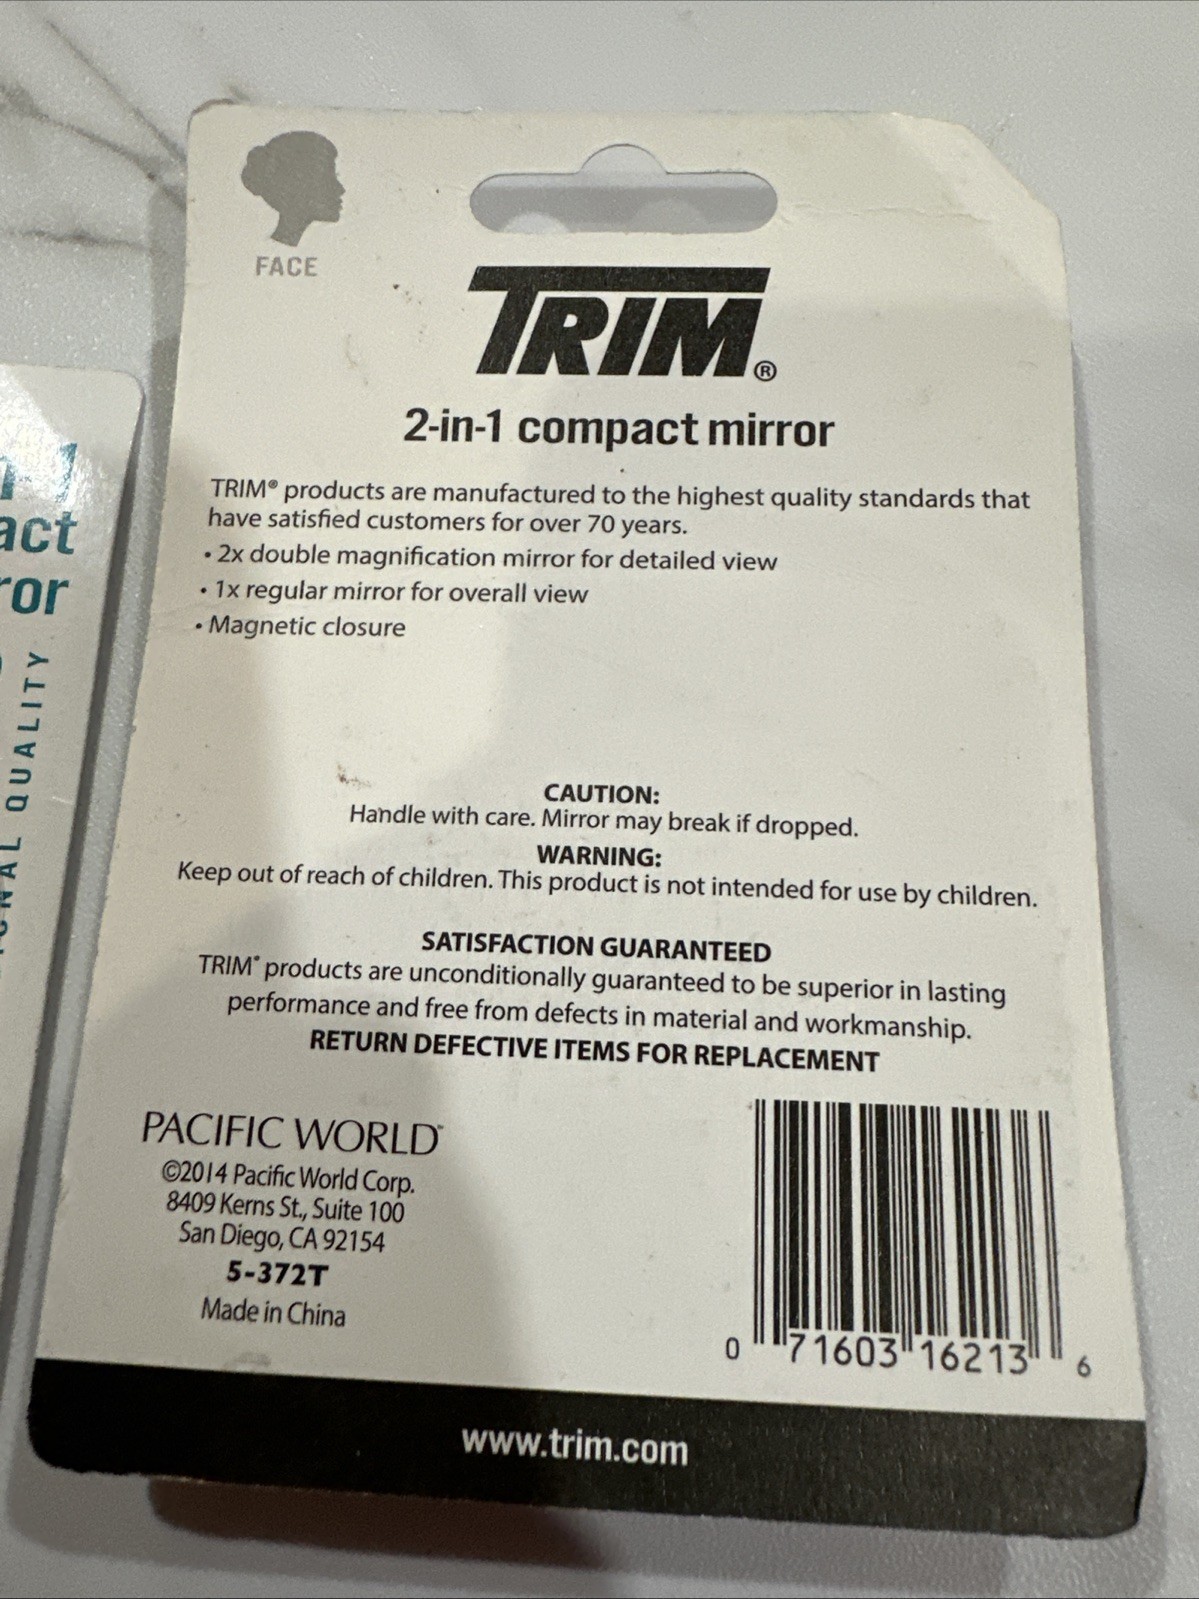 FACE
TRIM®
2-in-1 compact mirror
TRIM® products are manufactured to the highest quality standards that
have satisfied customers for over 70 years.
• 2x double magnification mirror for detailed view
• 1x regular mirror for overall view
• Magnetic closure
CAUTION:
Handle with care. Mirror may break if dropped.
WARNING:
Keep out of reach of children. This product is not intended for use by children.
SATISFACTION GUARANTEED
TRIM® products are unconditionally guaranteed to be superior in lasting
performance and free from defects in material and workmanship.
RETURN DEFECTIVE ITEMS FOR REPLACEMENT
PACIFIC WORLD
©2014 Pacific World Corp.
8409 Kerns St., Suite 100
San Diego, CA 92154
5-372T
Made in China
0 71603 16213 6
www.trim.com
act
ror
QUALITY